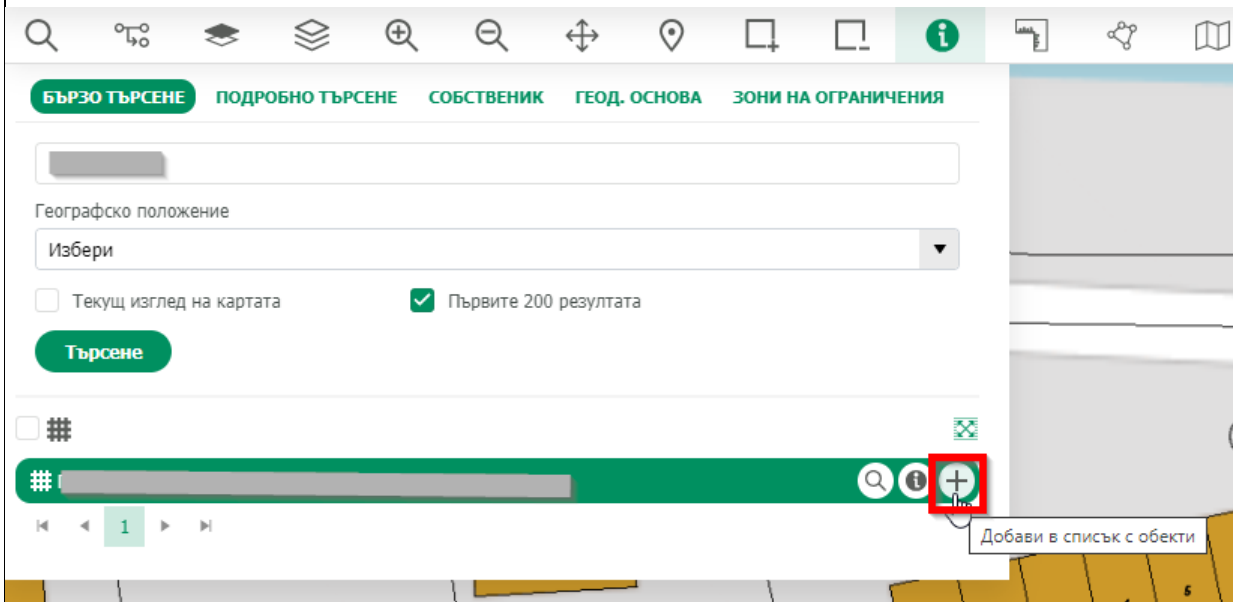 БЪРЗО ТЪРСЕНЕ ПОДРОБНО ТЪРСЕНЕ СОБСТВЕНИК ГЕОД. ОСНОВА ЗОНИ НА ОГРАНИЧЕНИЯ
Географско положение
Избери
Текущ изглед на картата Първите 200 резултата
Търсене
1
Добави в списък с обекти
5